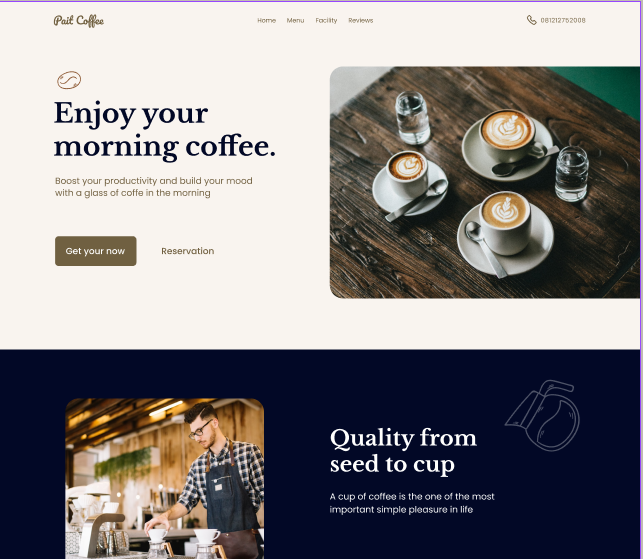 Pait Coffee
Home Menu Facility Reviews
081212752008
Enjoy your
morning coffee.
Boost your productivity and build your mood
with a glass of coffe in the morning
Get your now
Reservation
Quality from
seed to cup
A cup of coffee is the one of the most
important simple pleasure in life